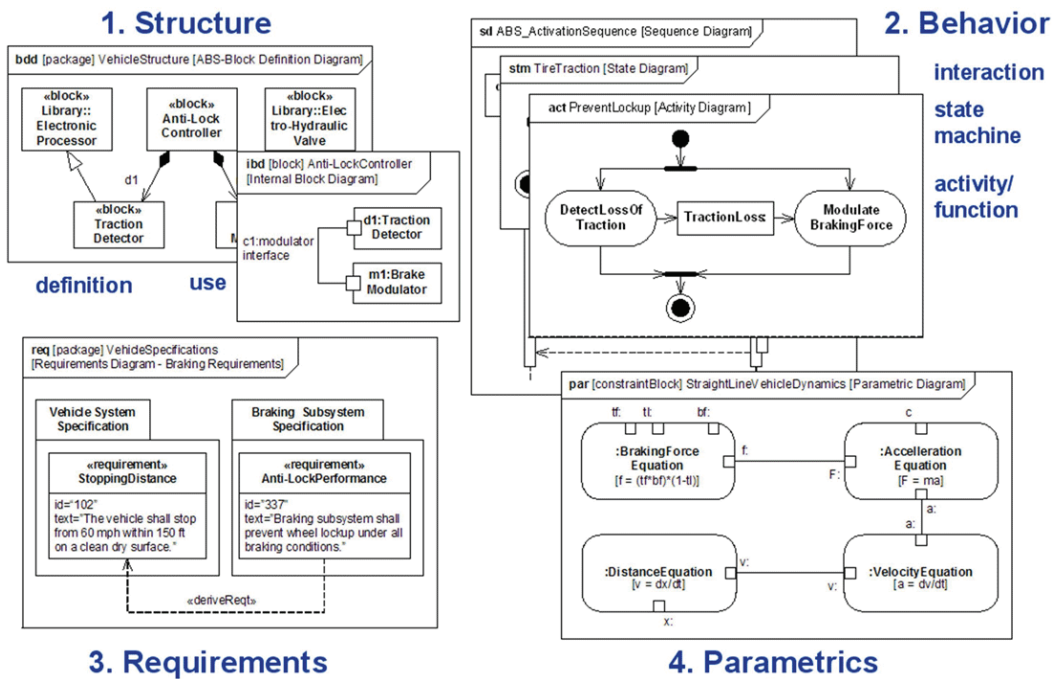 1. Structure
bdd [package] VehicleStructure [ABS-Block Definition Diagram]
«block»
Library::
Electronic
Processor
«block»
Anti-Lock
Controller
«block»
Library::Elec
tro-Hydraulic
Valve
d1
«block»
Traction
Detector
M
ibd [block] Anti-LockController
[Internal Block Diagram]
d1:Traction
Detector
c1:modulator
interface
m1:Brake
Modulator
definition
use
2. Behavior
sd ABS_ActivationSequence [Sequence Diagram]
stm TireTraction [State Diagram]
act PreventLockup [Activity Diagram]
DetectLossOf
Traction
TractionLoss:
Modulate
BrakingForce
interaction
state
machine
activity/
function
req [package] VehicleSpecifications
[Requirements Diagram - Braking Requirements]
Vehicle System
Specification
«requirement»
StoppingDistance
id="102"
text="The vehicle shall stop
from 60 mph within 150 ft
on a clean dry surface."
Braking Subsystem
Specification
«requirement»
Anti-LockPerformance
id="337"
text="Braking subsystem shall
prevent wheel lockup under all
braking conditions."
«deriveReqt»
3. Requirements
par [constraintBlock] StraightLineVehicleDynamics [Parametric Diagram]
tf: tl: bf:
:BrakingForce
Equation
[f = (tf*bf)*(1-tl)]
f:
F:
c
:Accelleration
Equation
[F = ma]
a:
a:
:DistanceEquation
[v = dx/dt]
v:
v:
:VelocityEquation
[a = dv/dt]
x:
4. Parametrics